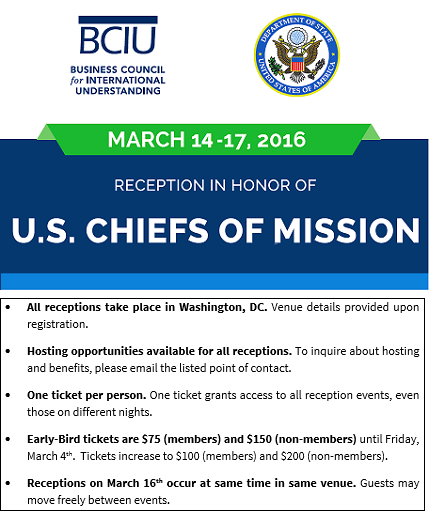 BCIU
BUSINESS COUNCIL
for INTERNATIONAL
UNDERSTANDING
DEPARTMENT OF STATE
UNITED STATES OF AMERICA
MARCH 14-17, 2016
RECEPTION IN HONOR OF
U.S. CHIEFS OF MISSION
• All receptions take place in Washington, DC. Venue details provided upon
registration.
• Hosting opportunities available for all receptions. To inquire about hosting
and benefits, please email the listed point of contact.
• One ticket per person. One ticket grants access to all reception events, even
those on different nights.
• Early-Bird tickets are $75 (members) and $150 (non-members) until Friday,
March 4th. Tickets increase to $100 (members) and $200 (non-members).
• Receptions on March 16th occur at same time in same venue. Guests may
move freely between events.